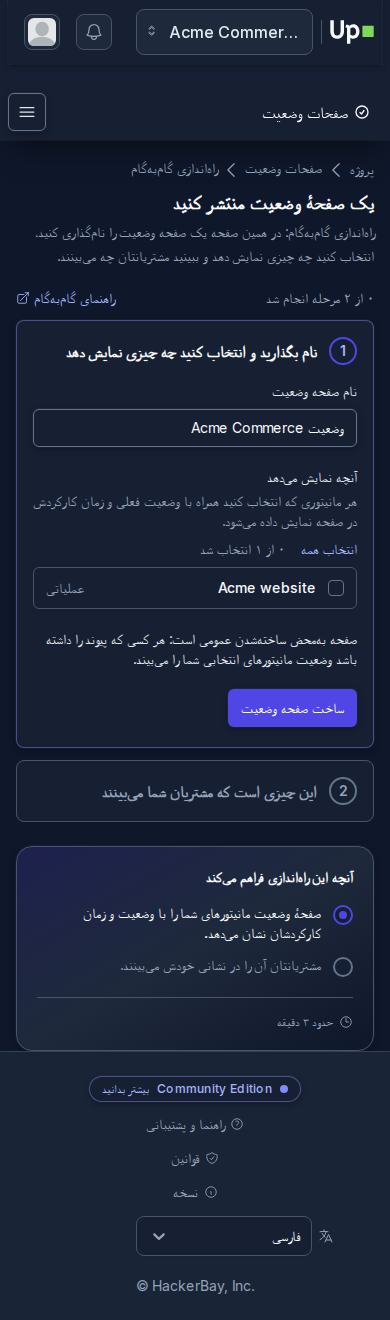 Up
Acme Commer...
صفحات وضعیت
پروژه
صفحات وضعیت
راه‌اندازی گام‌به‌گام
یک صفحهٔ وضعیت منتشر کنید
راه‌اندازی گام‌به‌گام: در همین صفحه یک صفحه وضعیت را نام‌گذاری کنید.
انتخاب کنید چه چیزی نمایش دهد و ببینید مشتریانتان چه می‌بینند.
۰ از ۲ مرحله انجام شد
راهنمای گام‌به‌گام
1
نام بگذارید و انتخاب کنید چه چیزی نمایش دهد
نام صفحه وضعیت
وضعیت Acme Commerce
آنچه نمایش می‌دهد
هر مانیتوری که انتخاب کنید همراه با وضعیت فعلی و زمان کارکردش
در صفحه نمایش داده می‌شود.
انتخاب همه
۰ از ۱ انتخاب شد
Acme website
عملیاتی
صفحه به‌محض ساخته‌شدن عمومی است: هر کسی که پیوند را داشته
باشد وضعیت مانیتورهای انتخابی شما را می‌بیند.
ساخت صفحه وضعیت
2
این چیزی است که مشتریان شما می‌بینند
آنچه این راه‌اندازی فراهم می‌کند
صفحهٔ وضعیت مانیتورهای شما را با وضعیت و زمان
کارکردشان نشان می‌دهد.
مشتریانتان آن را در نشانی خودش می‌بینند.
حدود ۳ دقیقه
Community Edition بیشتر بدانید
راهنما و پشتیبانی
قوانین
نسخه
فارسی
© HackerBay, Inc.